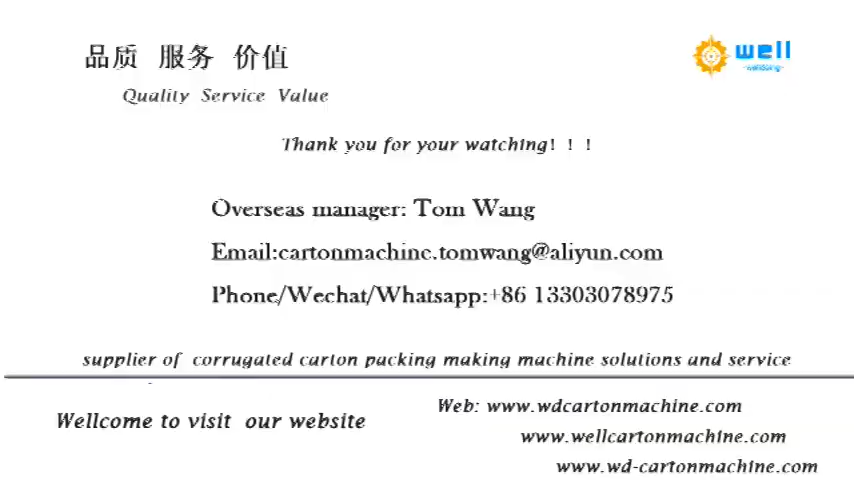 品质 服务 价值
well
Quality Service Value
Thank you for your watching!!!
Overseas manager: Tom Wang
Email:cartonmachine.tomwang@aliyun.com
Phone/Wechat/Whatsapp:+86 13303078975
supplier of corrugated carton packing making machine solutions and service
Wellcome to visit our website
Web: www.wdcartonmachine.com
www.wellcartonmachine.com
www.wd-cartonmachine.com